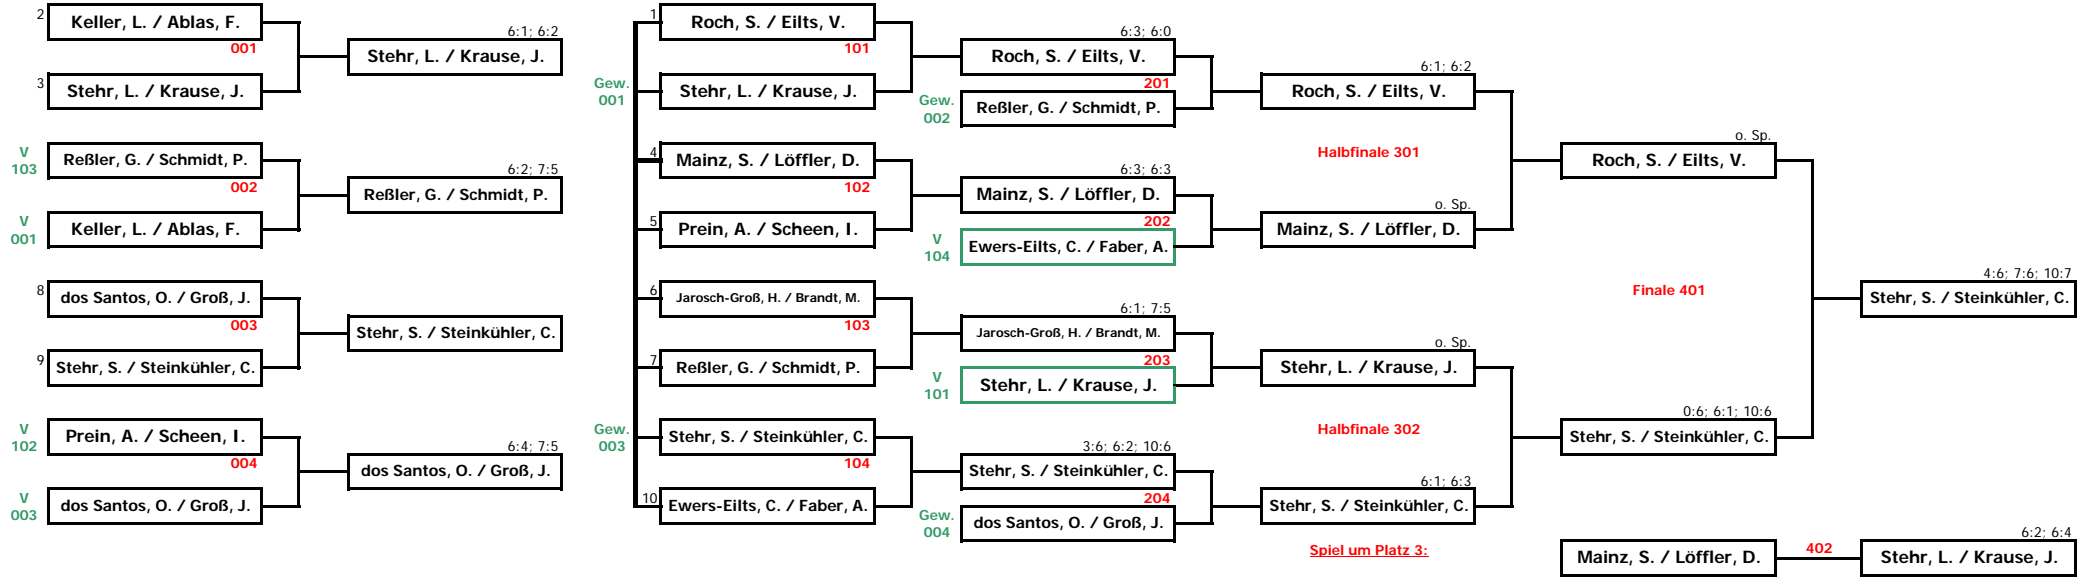 2
Keller, L. / Ablas, F.
001
6:1; 6:2
Stehr, L. / Krause, J.
3
Stehr, L. / Krause, J.
V
103
Reßler, G. / Schmidt, P.
002
6:2; 7:5
Reßler, G. / Schmidt, P.
V
001
Keller, L. / Ablas, F.
8
dos Santos, O. / Groß, J.
003
Stehr, S. / Steinkühler, C.
9
Stehr, S. / Steinkühler, C.
V
102
Prein, A. / Scheen, I.
004
6:4; 7:5
dos Santos, O. / Groß, J.
V
003
dos Santos, O. / Groß, J.
1
Roch, S. / Eilts, V.
101
Gew.
001
Stehr, L. / Krause, J.
4
Mainz, S. / Löffler, D.
102
5
Prein, A. / Scheen, I.
6
Jarosch-Groß, H. / Brandt, M.
103
7
Reßler, G. / Schmidt, P.
Gew.
003
Stehr, S. / Steinkühler, C.
104
10
Ewers-Eilts, C. / Faber, A.
6:3; 6:0
Roch, S. / Eilts, V.
201
Gew.
002
Reßler, G. / Schmidt, P.
6:3; 6:3
Mainz, S. / Löffler, D.
202
V
104
Ewers-Eilts, C. / Faber, A.
6:1; 7:5
Jarosch-Groß, H. / Brandt, M.
203
V
101
Stehr, L. / Krause, J.
3:6; 6:2; 10:6
Stehr, S. / Steinkühler, C.
204
Gew.
004
dos Santos, O. / Groß, J.
6:1; 6:2
Roch, S. / Eilts, V.
Halbfinale 301
o. Sp.
Mainz, S. / Löffler, D.
o. Sp.
Stehr, L. / Krause, J.
Halbfinale 302
6:1; 6:3
Stehr, S. / Steinkühler, C.
o. Sp.
Roch, S. / Eilts, V.
Finale 401
0:6; 6:1; 10:6
Stehr, S. / Steinkühler, C.
4:6; 7:6; 10:7
Stehr, S. / Steinkühler, C.
Spiel um Platz 3:
Mainz, S. / Löffler, D.
402
6:2; 6:4
Stehr, L. / Krause, J.